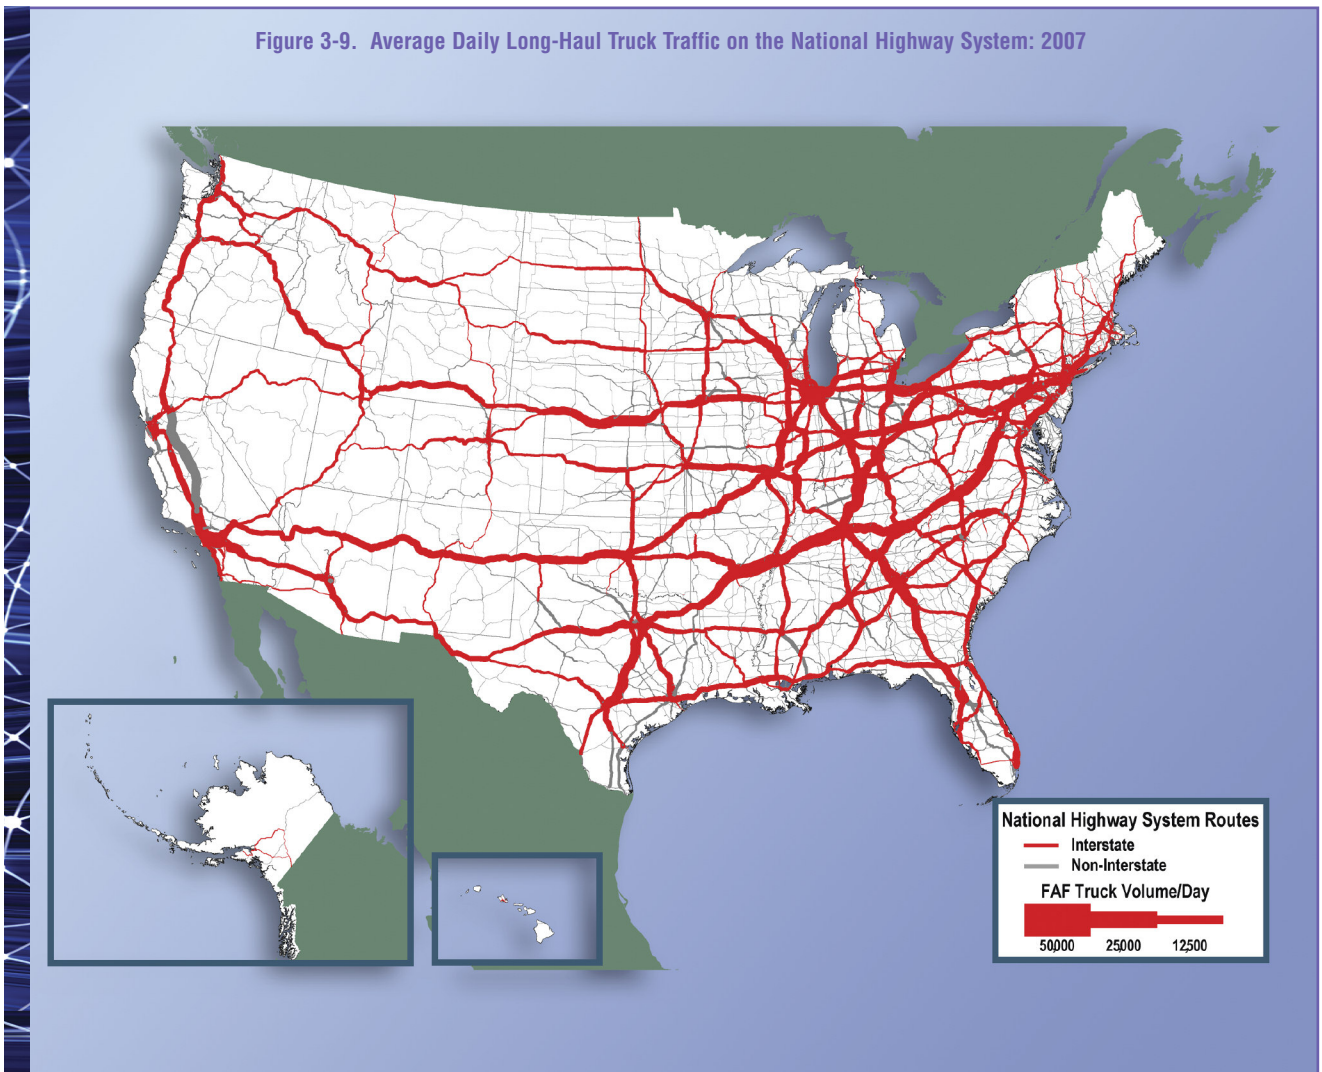 Figure 3-9. Average Daily Long-Haul Truck Traffic on the National Highway System: 2007
National Highway System Routes
Interstate
Non-Interstate
FAF Truck Volume/Day
50,000 25,000 12,500